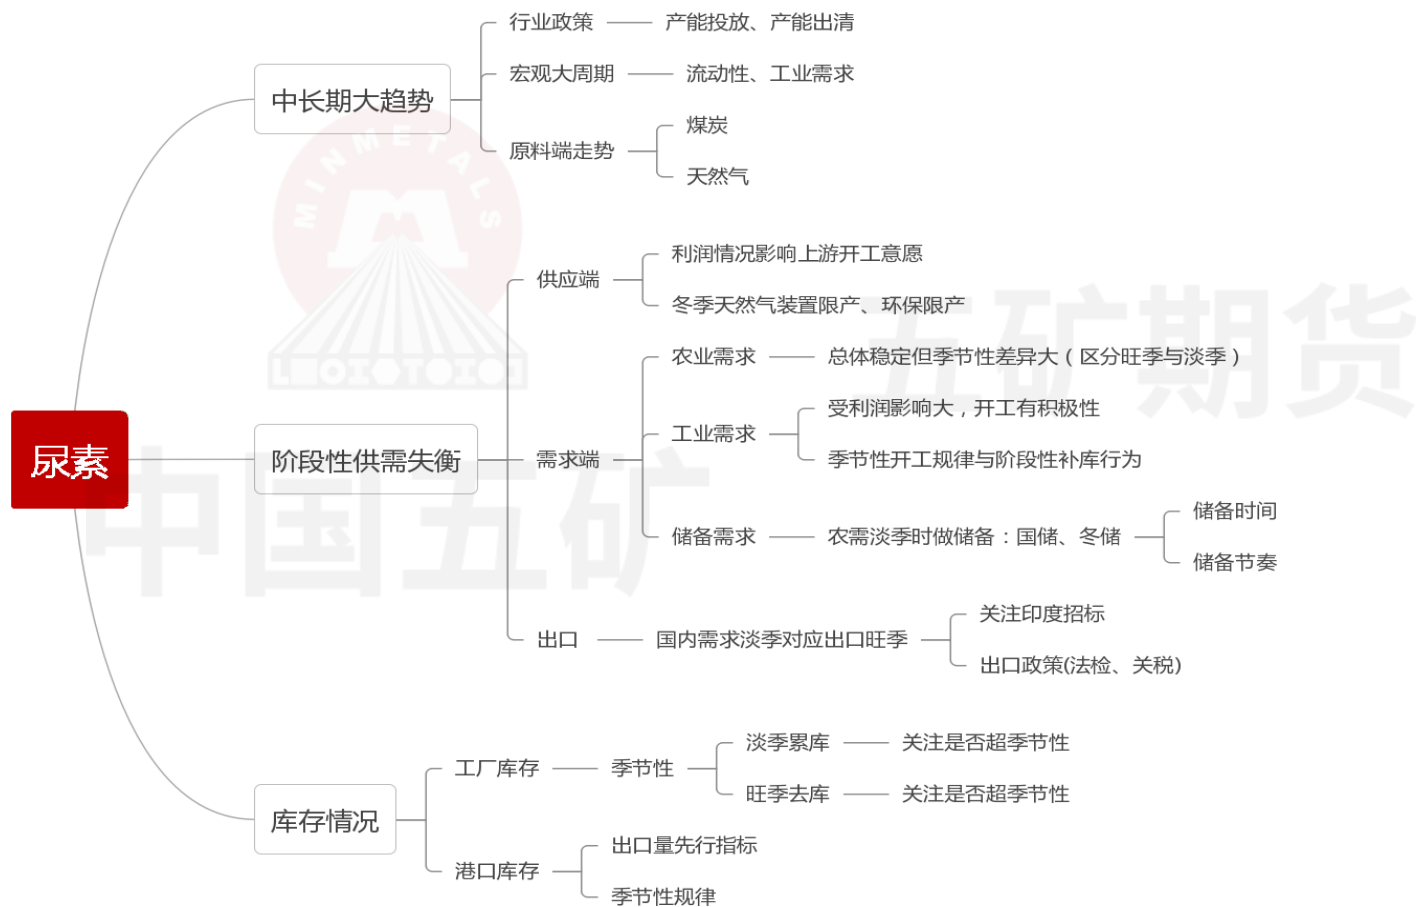 尿素
中长期大趋势
行业政策
产能投放、产能出清
宏观大周期
流动性、工业需求
原料端走势
煤炭
天然气
阶段性供需失衡
供应端
利润情况影响上游开工意愿
冬季天然气装置限产、环保限产
需求端
农业需求
总体稳定但季节性差异大（区分旺季与淡季）
工业需求
受利润影响大，开工有积极性
季节性开工规律与阶段性补库行为
储备需求
农需淡季时做储备：国储、冬储
储备时间
储备节奏
出口
国内需求淡季对应出口旺季
关注印度招标
出口政策(法检、关税)
库存情况
工厂库存
季节性
淡季累库
关注是否超季节性
旺季去库
关注是否超季节性
港口库存
出口量先行指标
季节性规律
MINMETALS
中国五矿
五矿期货